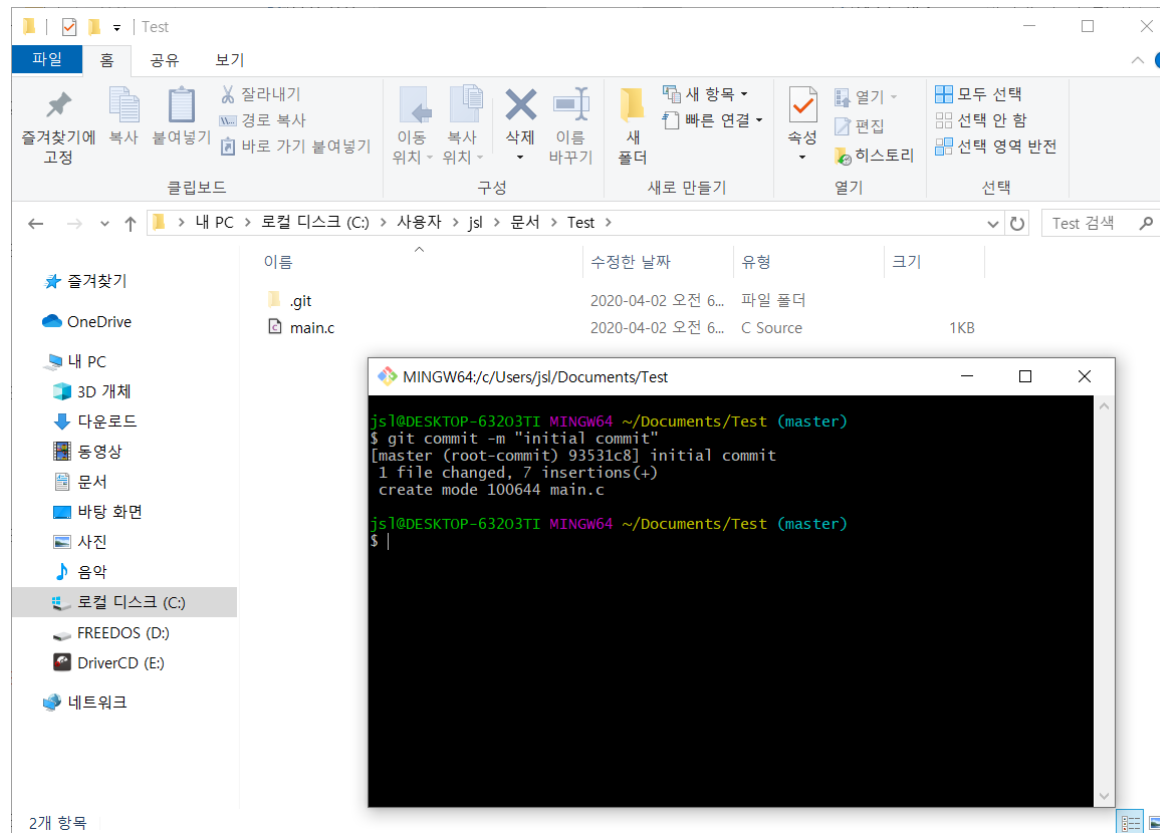 Test
파일 홈 공유 보기
즐겨찾기에 고정
복사
붙여넣기
잘라내기
경로 복사
바로 가기 붙여넣기
클립보드
이동 위치
복사 위치
삭제
이름 바꾸기
구성
새 폴더
새 항목
빠른 연결
새로 만들기
속성
열기
편집
히스토리
열기
모두 선택
선택 안 함
선택 영역 반전
선택
내 PC > 로컬 디스크 (C:) > 사용자 > jsl > 문서 > Test >
Test 검색
이름 수정한 날짜 유형 크기
.git 2020-04-02 오전 6... 파일 폴더
main.c 2020-04-02 오전 6... C Source 1KB
즐겨찾기
OneDrive
내 PC
3D 개체
다운로드
동영상
문서
바탕 화면
사진
음악
로컬 디스크 (C:)
FREEDOS (D:)
DriverCD (E:)
네트워크
2개 항목
MINGW64:/c/Users/jsl/Documents/Test
jsl@DESKTOP-632O3TI MINGW64 ~/Documents/Test (master)
$ git commit -m "initial commit"
[master (root-commit) 93531c8] initial commit
1 file changed, 7 insertions(+)
create mode 100644 main.c
jsl@DESKTOP-632O3TI MINGW64 ~/Documents/Test (master)
$